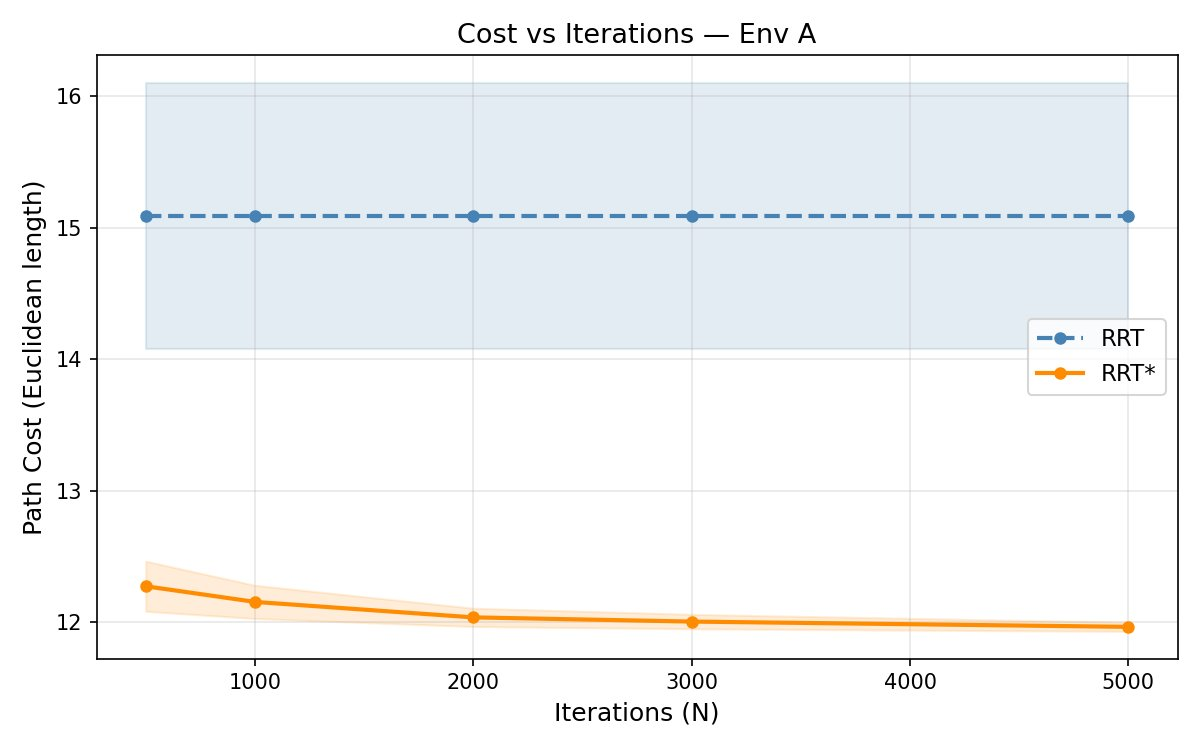 Cost vs Iterations — Env A
Path Cost (Euclidean length)
16
15
14
13
12
RRT
RRT*
1000 2000 3000 4000 5000
Iterations (N)